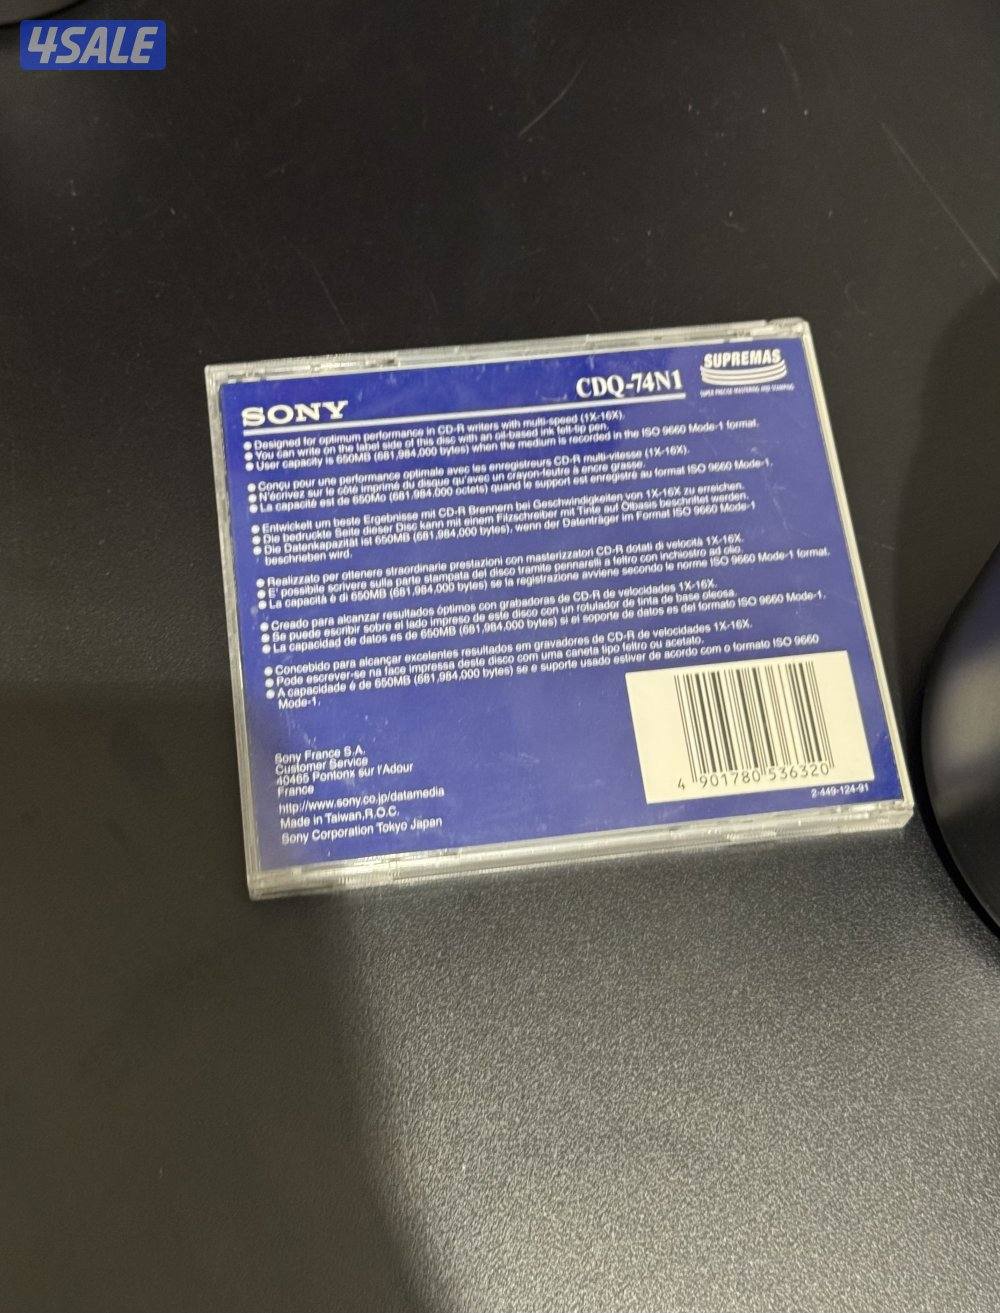 4SALE
SUPREMAS
SUPER PRECISE MASTERING AND STAMPING
CDQ-74N1
SONY
● Designed for optimum performance in CD-R writers with multi-speed (1X-16X).
● You can write on the label side of this disc with an oil-based ink felt-tip pen.
● User capacity is 650MB (681,984,000 bytes) when the medium is recorded in the ISO 9660 Mode-1 format.
● Conçu pour une performance optimale avec les enregistreurs CD-R multi-vitesse (1X-16X).
● N'écrivez sur le côté imprimé du disque qu'avec un crayon-feutre à encre grasse.
● La capacité est de 650Mo (681,984,000 octets) quand le support est enregistré au format ISO 9660 Mode-1.
● Entwickelt um beste Ergebnisse mit CD-R Brennern bei Geschwindigkeiten von 1X-16X zu erreichen.
● Die bedruckte Seite dieser Disc kann mit einem Filzschreiber mit Tinte auf Ölbasis beschriftet werden.
● Die Datenkapazität ist 650MB (681,984,000 bytes), wenn der Datenträger im Format ISO 9660 Mode-1
beschrieben wird.
● Realizzato per ottenere straordinarie prestazioni con masterizzatori CD-R dotati di velocità 1X-16X.
● E' possibile scrivere sulla parte stampata del disco tramite pennarelli a feltro con inchiostro ad olio.
● La capacità è di 650MB (681,984,000 bytes) se la registrazione avviene secondo le norme ISO 9660 Mode-1 format.
● Creado para alcanzar resultados óptimos con grabadoras de CD-R de velocidades 1X-16X.
● Se puede escribir sobre el lado impreso de este disco con un rotulador de tinta de base oleosa.
● La capacidad de datos es de 650MB (681,984,000 bytes) si el soporte de datos es del formato ISO 9660 Mode-1.
● Concebido para alcançar excelentes resultados em gravadores de CD-R de velocidades 1X-16X.
● Pode escrever-se na face impressa deste disco com uma caneta tipo feltro ou acetato.
● A capacidade é de 650MB (681,984,000 bytes) se e suporte usado estiver de acordo com o formato ISO 9660
Mode-1.
Sony France S.A.
Customer Service
40465 Pontonx sur l'Adour
France
http://www.sony.co.jp/datamedia
Made in Taiwan,R.O.C.
Sony Corporation Tokyo Japan
4 901780 536320
2-449-124-91